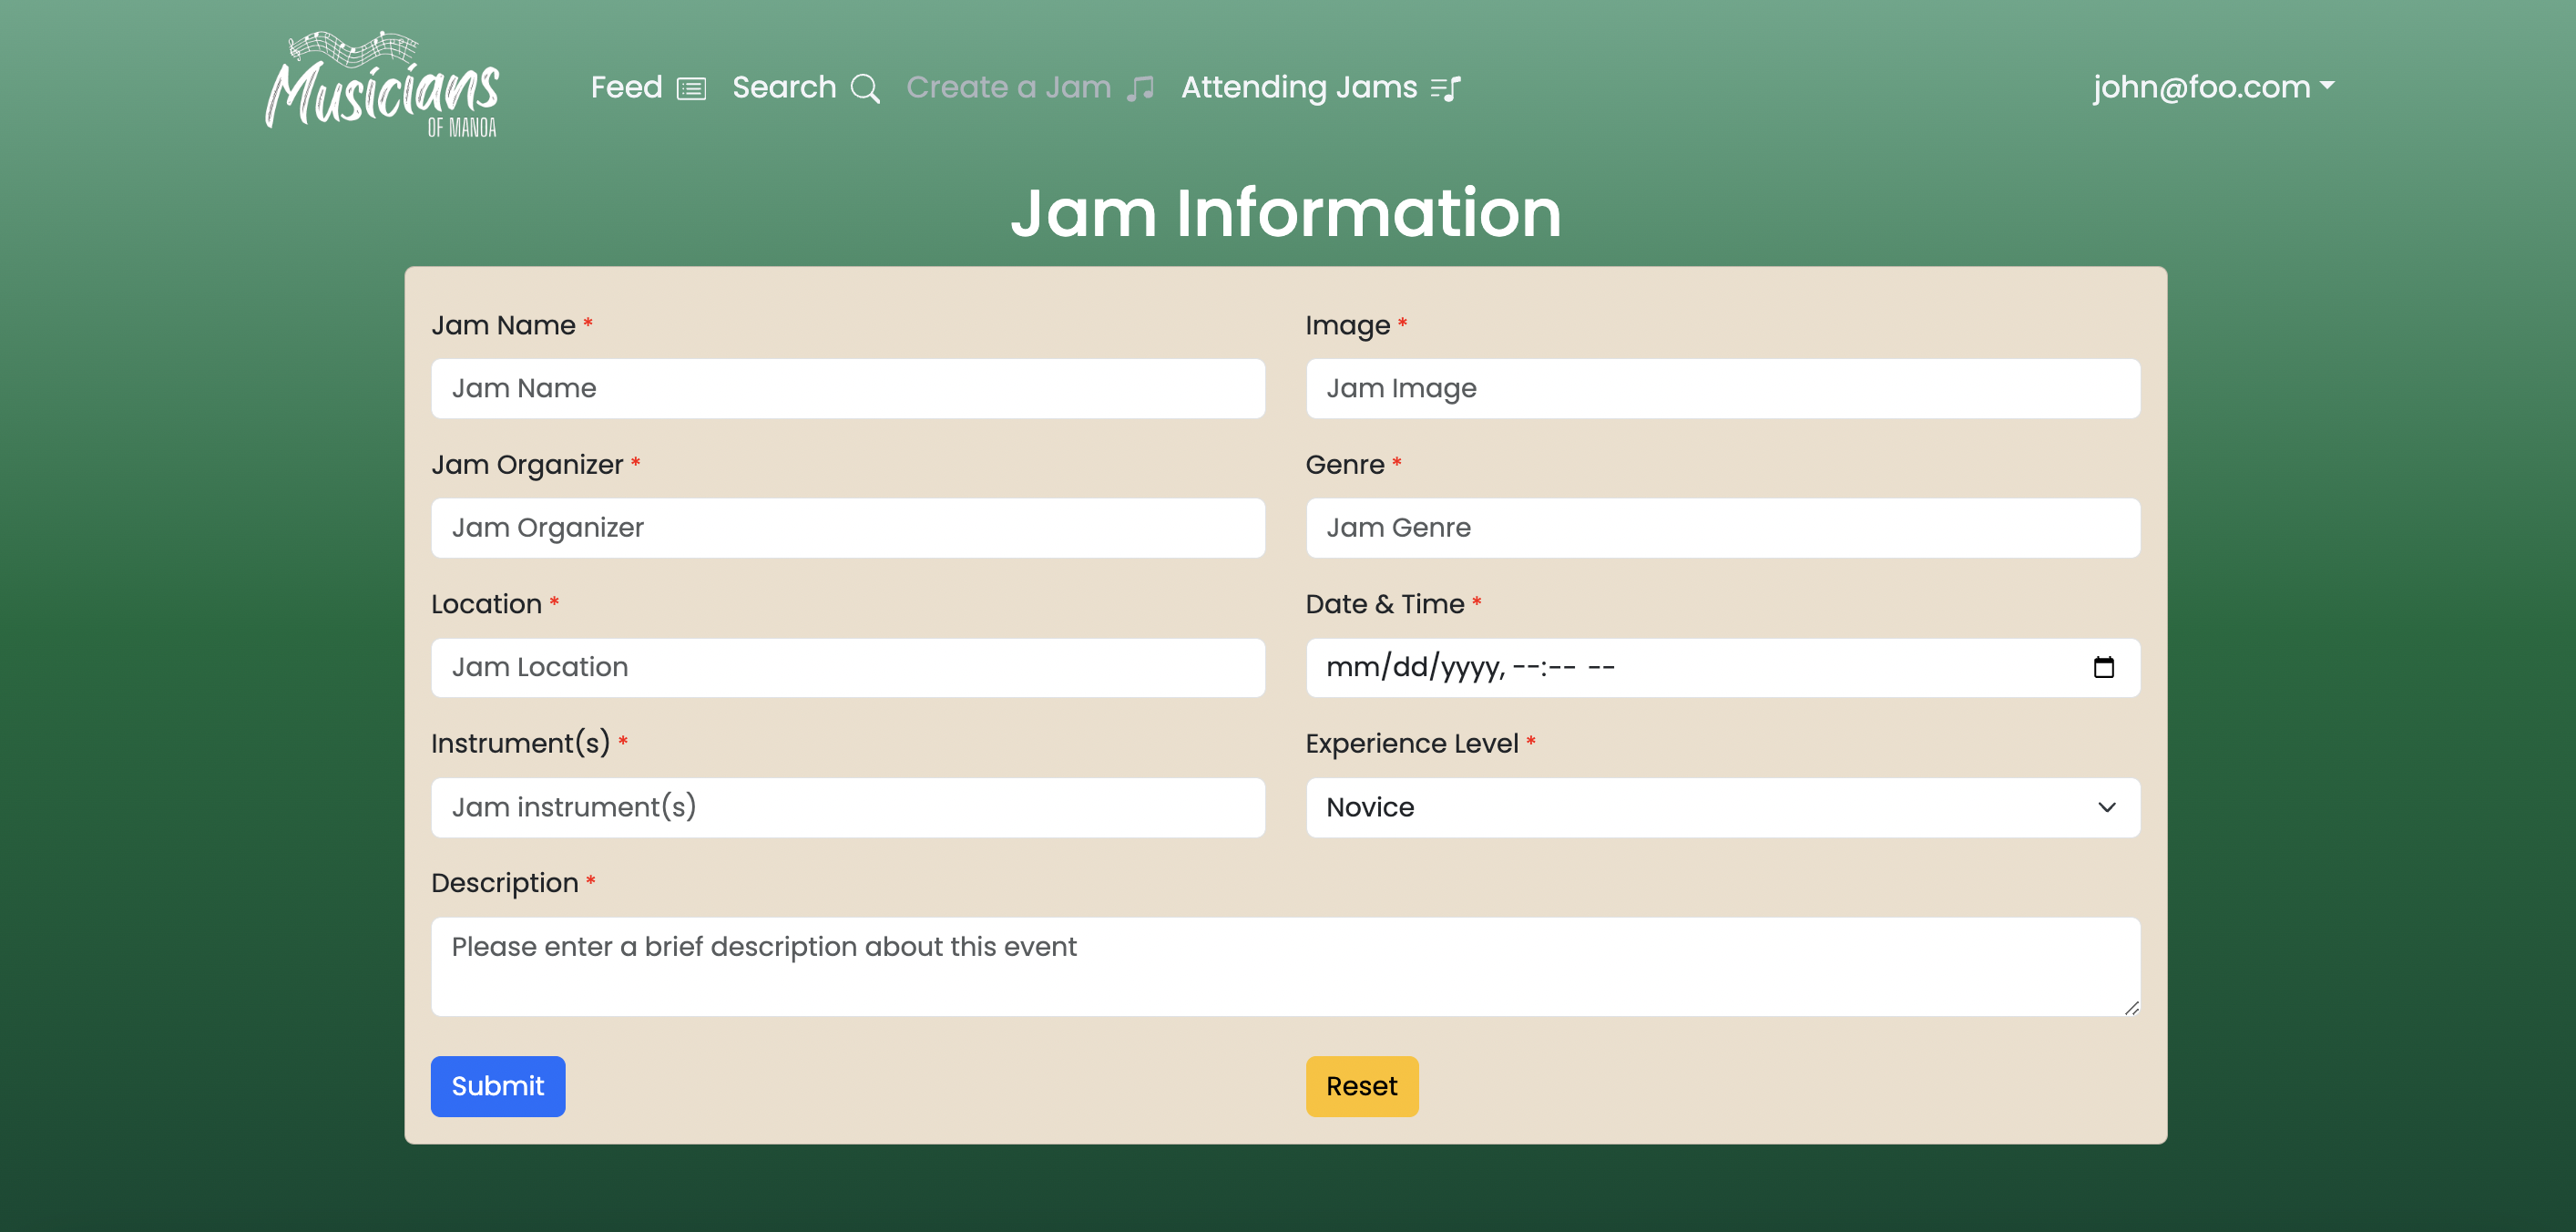 Musicians
OF MANOA
Feed Search Create a Jam Attending Jams john@foo.com
Jam Information
Jam Name * Image *
Jam Name Jam Image
Jam Organizer * Genre *
Jam Organizer Jam Genre
Location * Date & Time *
Jam Location mm/dd/yyyy, --:-- --
Instrument(s) * Experience Level *
Jam instrument(s) Novice
Description *
Please enter a brief description about this event
Submit Reset